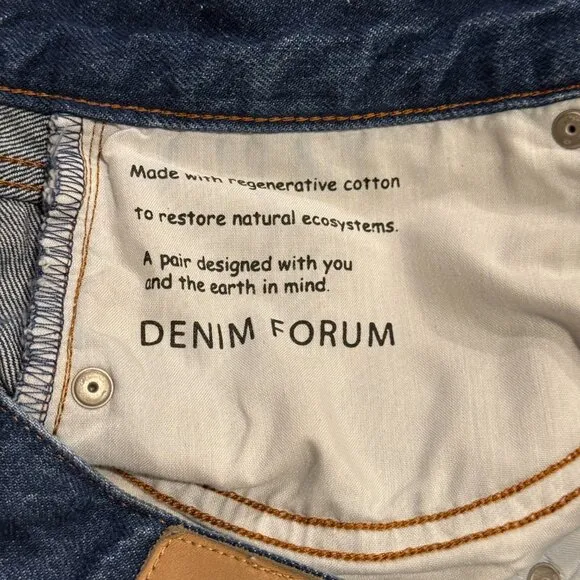 Made with regenerative cotton
to restore natural ecosystems.
A pair designed with you
and the earth in mind.
DENIM FORUM